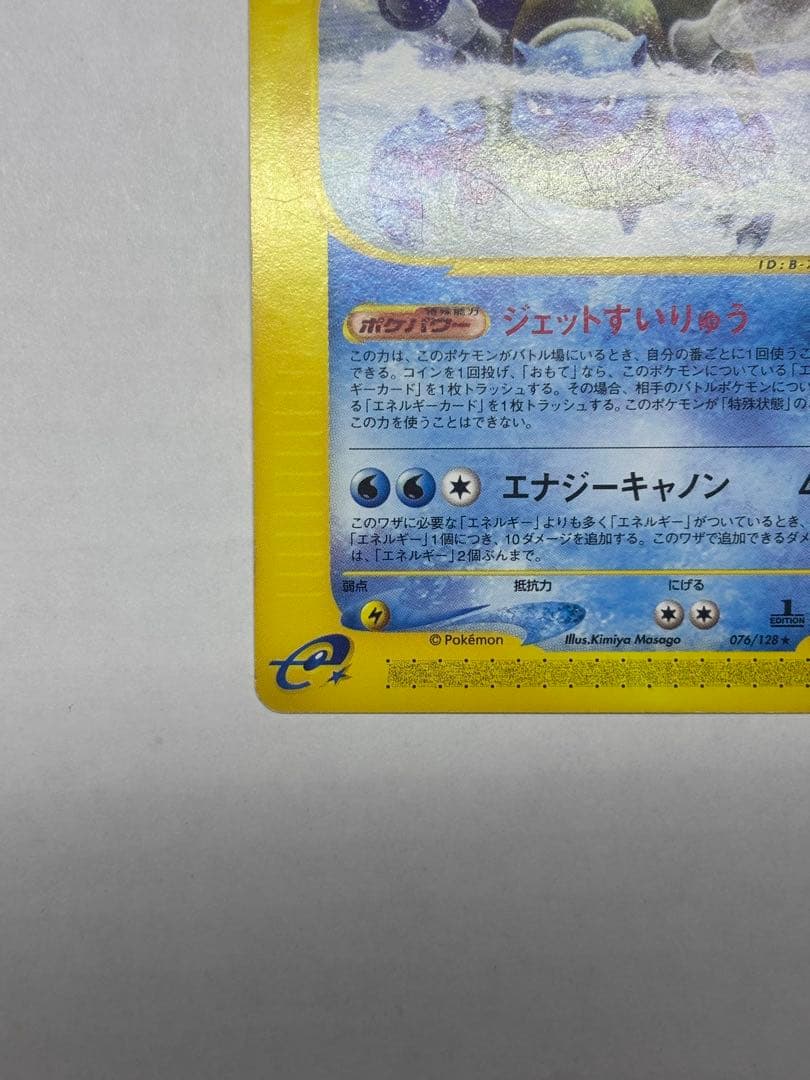 ID:B-
特殊能力
ポケパワー ジェットすいりゅう
この力は、このポケモンがバトル場にいるとき、自分の番ごとに1回使うこ
できる。コインを1回投げ、「おもて」なら、このポケモンについている「エ
ギーカード」を1枚トラッシュする。その場合、相手のバトルポケモンについ
る「エネルギーカード」を1枚トラッシュする。このポケモンが「特殊状態」の
この力を使うことはできない。
エナジーキャノン
このワザに必要な「エネルギー」よりも多く「エネルギー」がついているとき、
「エネルギー」1個につき、10ダメージを追加する。このワザで追加できるダメ
は、「エネルギー」2個ぶんまで。
弱点 抵抗力 にげる
1
EDITION
© Pokémon Illus.Kimiya Masago 076/128★
e